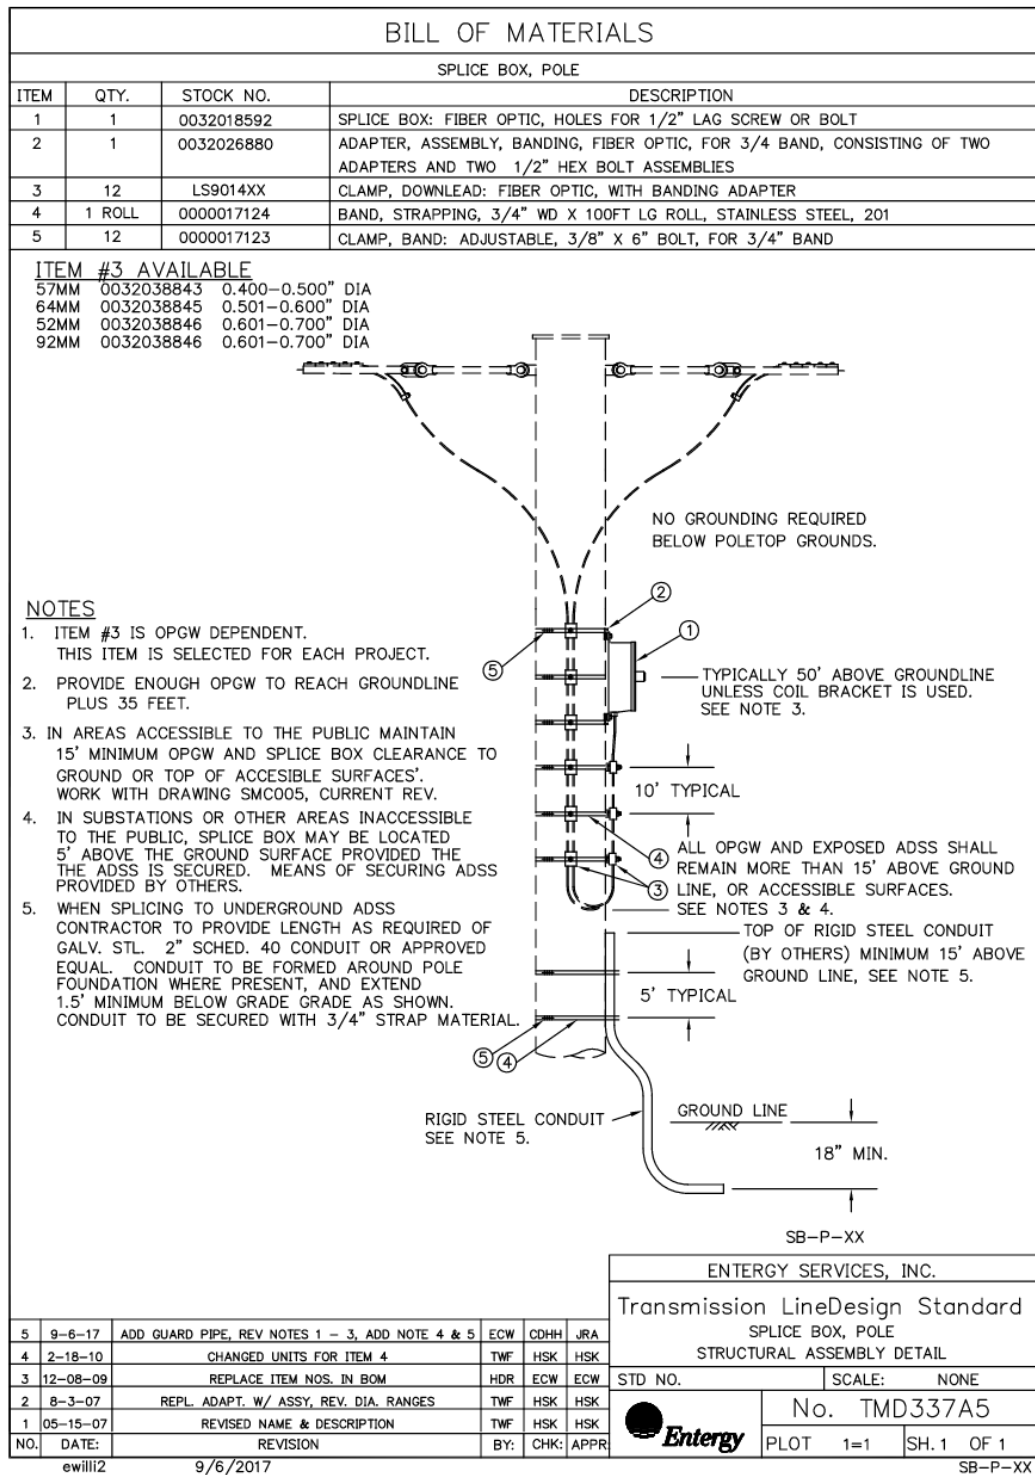 BILL OF MATERIALS
SPLICE BOX, POLE
ITEM QTY. STOCK NO. DESCRIPTION
1 1 0032018592 SPLICE BOX: FIBER OPTIC, HOLES FOR 1/2" LAG SCREW OR BOLT
2 1 0032026880 ADAPTER, ASSEMBLY, BANDING, FIBER OPTIC, FOR 3/4 BAND, CONSISTING OF TWO
ADAPTERS AND TWO 1/2" HEX BOLT ASSEMBLIES
3 12 LS9014XX CLAMP, DOWNLEAD: FIBER OPTIC, WITH BANDING ADAPTER
4 1 ROLL 0000017124 BAND, STRAPPING, 3/4" WD X 100FT LG ROLL, STAINLESS STEEL, 201
5 12 0000017123 CLAMP, BAND: ADJUSTABLE, 3/8" X 6" BOLT, FOR 3/4" BAND
ITEM #3 AVAILABLE
57MM 0032038843 0.400-0.500" DIA
64MM 0032038845 0.501-0.600" DIA
52MM 0032038846 0.601-0.700" DIA
92MM 0032038846 0.601-0.700" DIA
NO GROUNDING REQUIRED
BELOW POLETOP GROUNDS.
NOTES
1. ITEM #3 IS OPGW DEPENDENT.
THIS ITEM IS SELECTED FOR EACH PROJECT.
2. PROVIDE ENOUGH OPGW TO REACH GROUNDLINE
PLUS 35 FEET.
3. IN AREAS ACCESSIBLE TO THE PUBLIC MAINTAIN
15' MINIMUM OPGW AND SPLICE BOX CLEARANCE TO
GROUND OR TOP OF ACCESIBLE SURFACES'.
WORK WITH DRAWING SMC005, CURRENT REV.
4. IN SUBSTATIONS OR OTHER AREAS INACCESSIBLE
TO THE PUBLIC, SPLICE BOX MAY BE LOCATED
5' ABOVE THE GROUND SURFACE PROVIDED THE
THE ADSS IS SECURED. MEANS OF SECURING ADSS
PROVIDED BY OTHERS.
5. WHEN SPLICING TO UNDERGROUND ADSS
CONTRACTOR TO PROVIDE LENGTH AS REQUIRED OF
GALV. STL. 2" SCHED. 40 CONDUIT OR APPROVED
EQUAL. CONDUIT TO BE FORMED AROUND POLE
FOUNDATION WHERE PRESENT, AND EXTEND
1.5' MINIMUM BELOW GRADE GRADE AS SHOWN.
CONDUIT TO BE SECURED WITH 3/4" STRAP MATERIAL.
2
1
5
TYPICALLY 50' ABOVE GROUNDLINE
UNLESS COIL BRACKET IS USED.
SEE NOTE 3.
10' TYPICAL
4
3
ALL OPGW AND EXPOSED ADSS SHALL
REMAIN MORE THAN 15' ABOVE GROUND
LINE, OR ACCESSIBLE SURFACES.
SEE NOTES 3 & 4.
TOP OF RIGID STEEL CONDUIT
(BY OTHERS) MINIMUM 15' ABOVE
GROUND LINE, SEE NOTE 5.
5' TYPICAL
5 4
RIGID STEEL CONDUIT
SEE NOTE 5.
GROUND LINE
18" MIN.
SB-P-XX
ENTERGY SERVICES, INC.
Transmission LineDesign Standard
SPLICE BOX, POLE
STRUCTURAL ASSEMBLY DETAIL
STD NO. SCALE: NONE
Entergy
No. TMD337A5
PLOT 1=1 SH. 1 OF 1
5 9-6-17 ADD GUARD PIPE, REV NOTES 1 - 3, ADD NOTE 4 & 5 ECW CDHH JRA
4 2-18-10 CHANGED UNITS FOR ITEM 4 TWF HSK HSK
3 12-08-09 REPLACE ITEM NOS. IN BOM HDR ECW ECW
2 8-3-07 REPL. ADAPT. W/ ASSY, REV. DIA. RANGES TWF HSK HSK
1 05-15-07 REVISED NAME & DESCRIPTION TWF HSK HSK
NO. DATE: REVISION BY: CHK: APPR:
ewilli2 9/6/2017 SB-P-XX